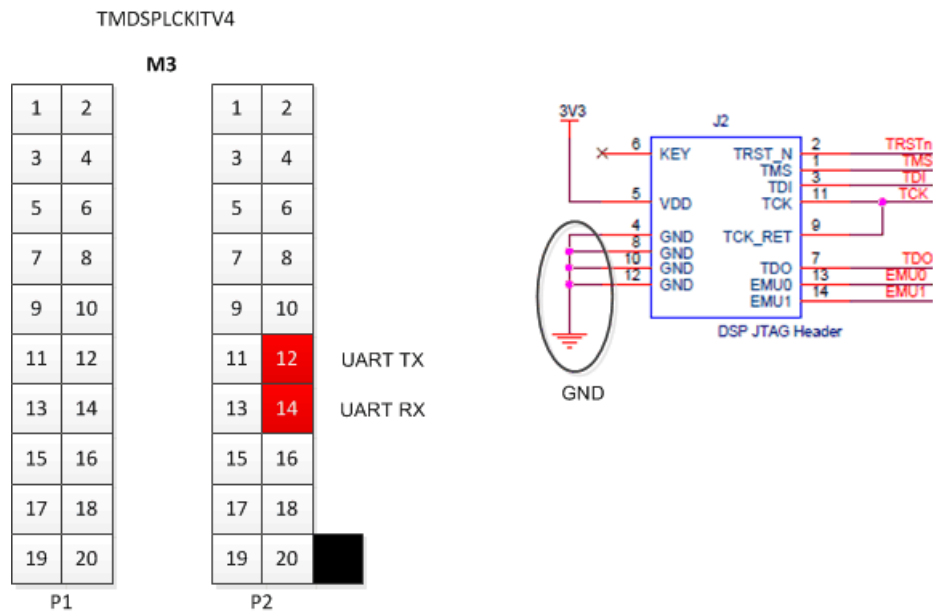 TMDSPLCKITV4
M3
1 2
3 4
5 6
7 8
9 10
11 12
13 14
15 16
17 18
19 20
P1
1 2
3 4
5 6
7 8
9 10
11 12 UART TX
13 14 UART RX
15 16
17 18
19 20
P2
3V3
J2
6 KEY TRST_N 2 TRSTn
TMS 1 TMS
TDI 3 TDI
5 VDD TCK 11 TCK
4 GND TCK_RET 9
8 GND
10 GND TDO 7 TDO
12 GND EMU0 13 EMU0
EMU1 14 EMU1
DSP JTAG Header
GND